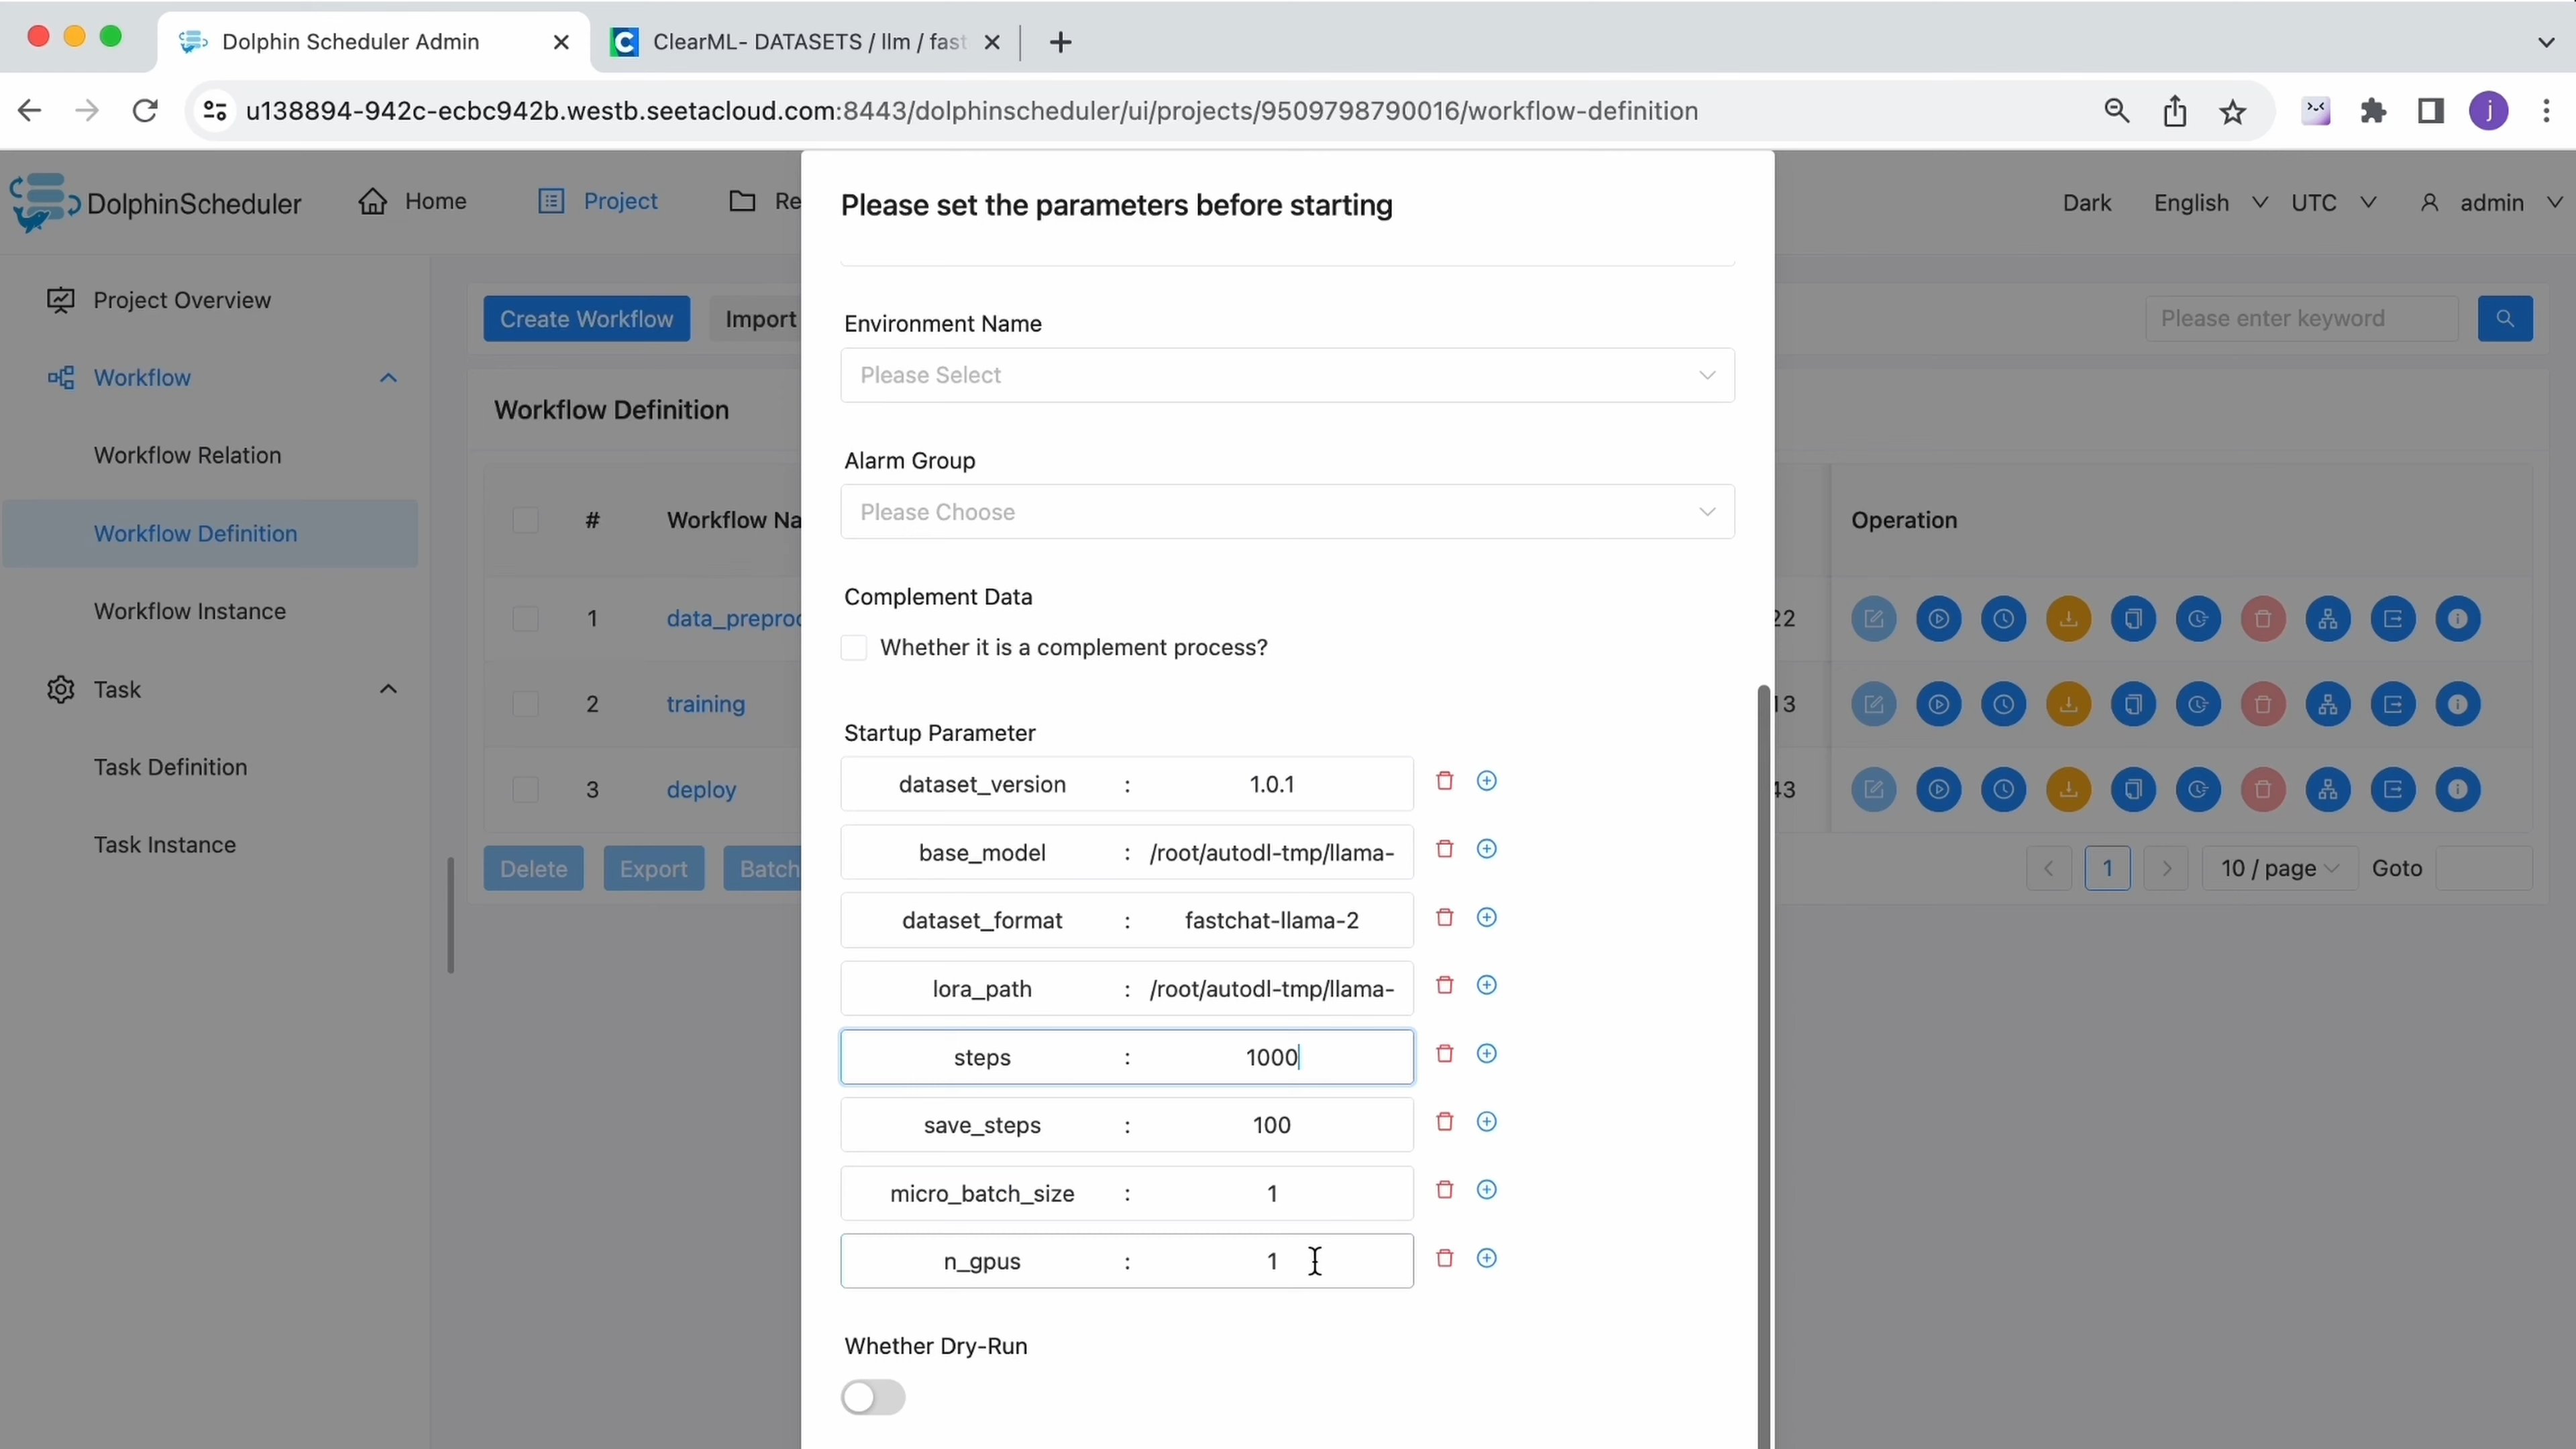 Dolphin Scheduler Admin
ClearML- DATASETS / llm / fast
u138894-942c-ecbc942b.westb.seetacloud.com:8443/dolphinscheduler/ui/projects/9509798790016/workflow-definition
j
DolphinScheduler
Home
Project
Re
Dark
English
UTC
admin
Please set the parameters before starting
Project Overview
Workflow
Workflow Relation
Workflow Definition
Workflow Instance
Task
Task Definition
Task Instance
Create Workflow
Import
Please enter keyword
Workflow Definition
# Workflow Na
Operation
1 data_preproc
22
2 training
13
3 deploy
43
Delete
Export
Batch
1
10 / page
Goto
Environment Name
Please Select
Alarm Group
Please Choose
Complement Data
Whether it is a complement process?
Startup Parameter
dataset_version : 1.0.1
base_model : /root/autodl-tmp/llama-
dataset_format : fastchat-llama-2
lora_path : /root/autodl-tmp/llama-
steps : 1000
save_steps : 100
micro_batch_size : 1
n_gpus : 1
Whether Dry-Run